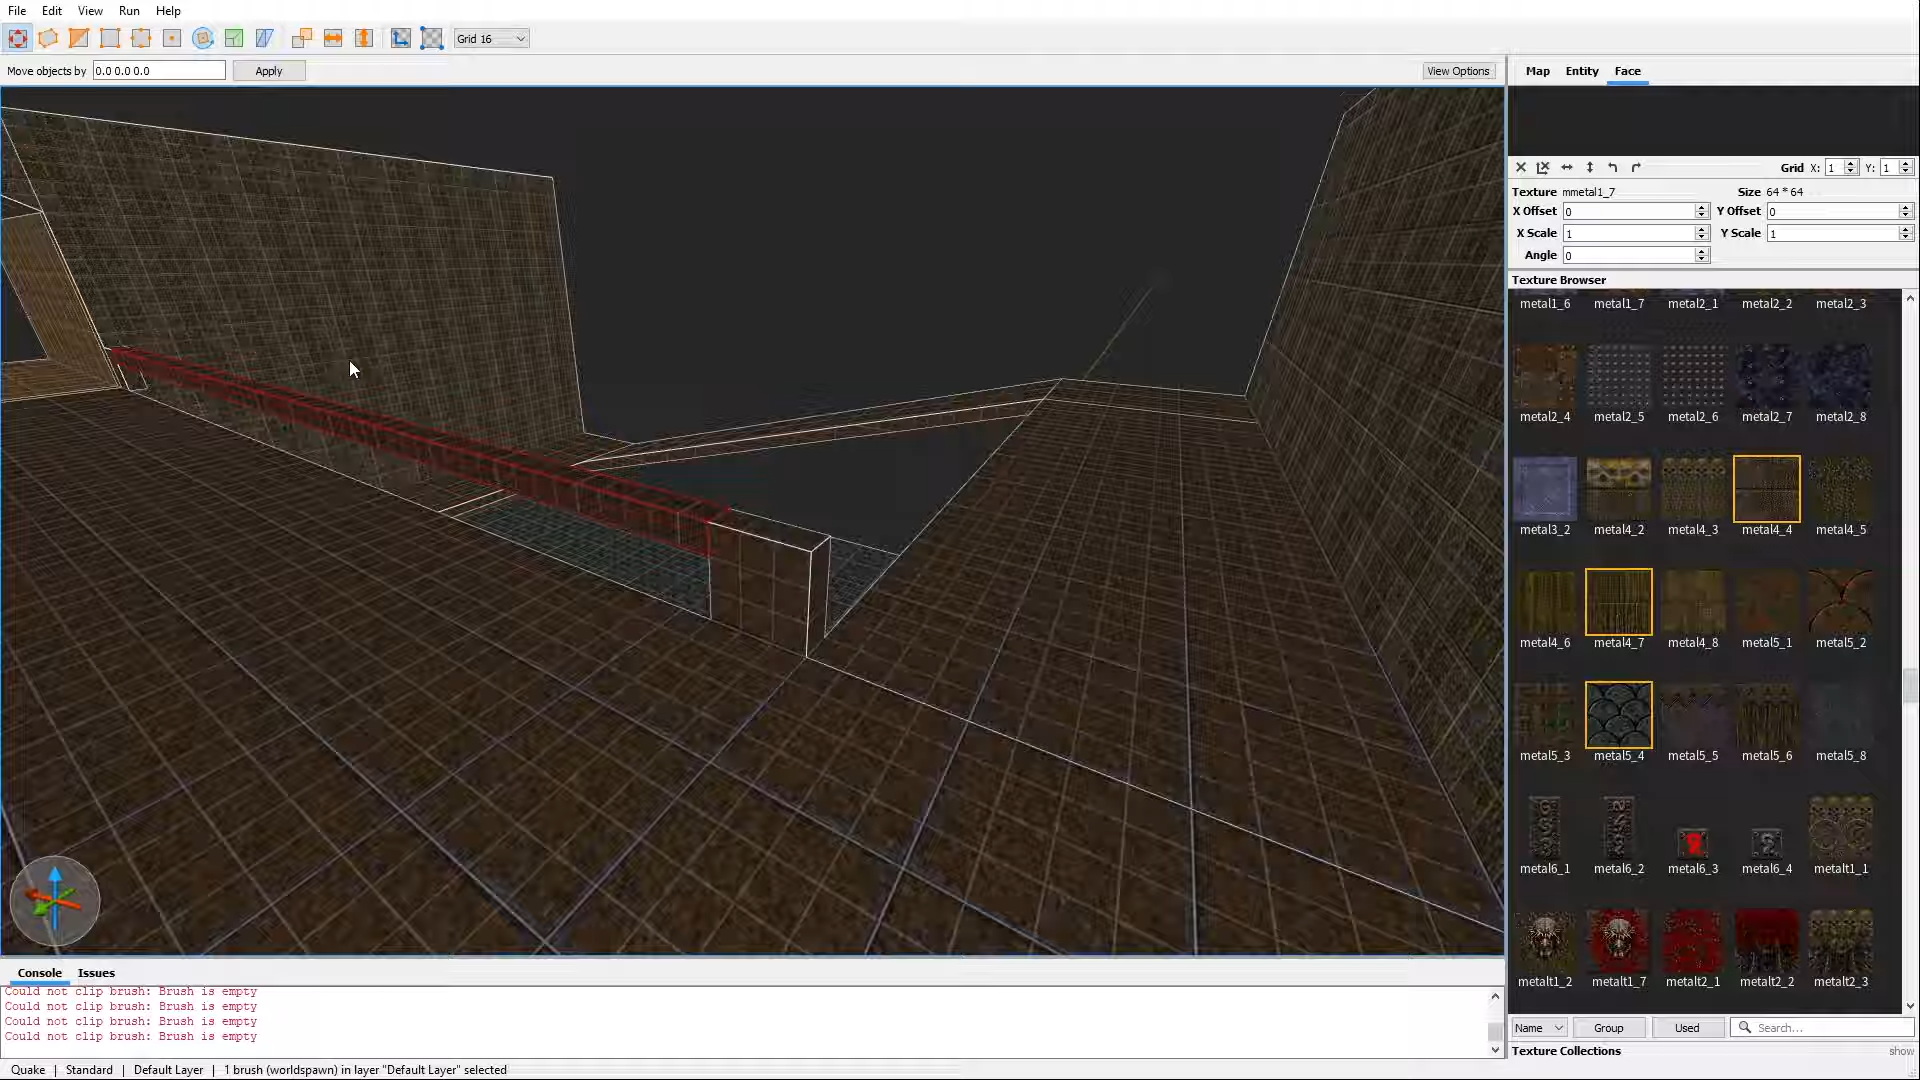 File Edit View Run Help
Grid 16
Move objects by 0.0 0.0 0.0 Apply View Options
Map Entity Face
Grid X: 1 Y: 1
Texture mmetal1_7 Size 64 * 64
X Offset 0 Y Offset 0
X Scale 1 Y Scale 1
Angle 0
Texture Browser
metal1_6 metal1_7 metal2_1 metal2_2 metal2_3
metal2_4 metal2_5 metal2_6 metal2_7 metal2_8
metal3_2 metal4_2 metal4_3 metal4_4 metal4_5
metal4_6 metal4_7 metal4_8 metal5_1 metal5_2
metal5_3 metal5_4 metal5_5 metal5_6 metal5_8
metal6_1 metal6_2 metal6_3 metal6_4 metalt1_1
metalt1_2 metalt1_7 metalt2_1 metalt2_2 metalt2_3
Name Group Used Search...
Texture Collections show
Console Issues
Could not clip brush: Brush is empty
Could not clip brush: Brush is empty
Could not clip brush: Brush is empty
Could not clip brush: Brush is empty
Quake | Standard | Default Layer | 1 brush (worldspawn) in layer "Default Layer" selected